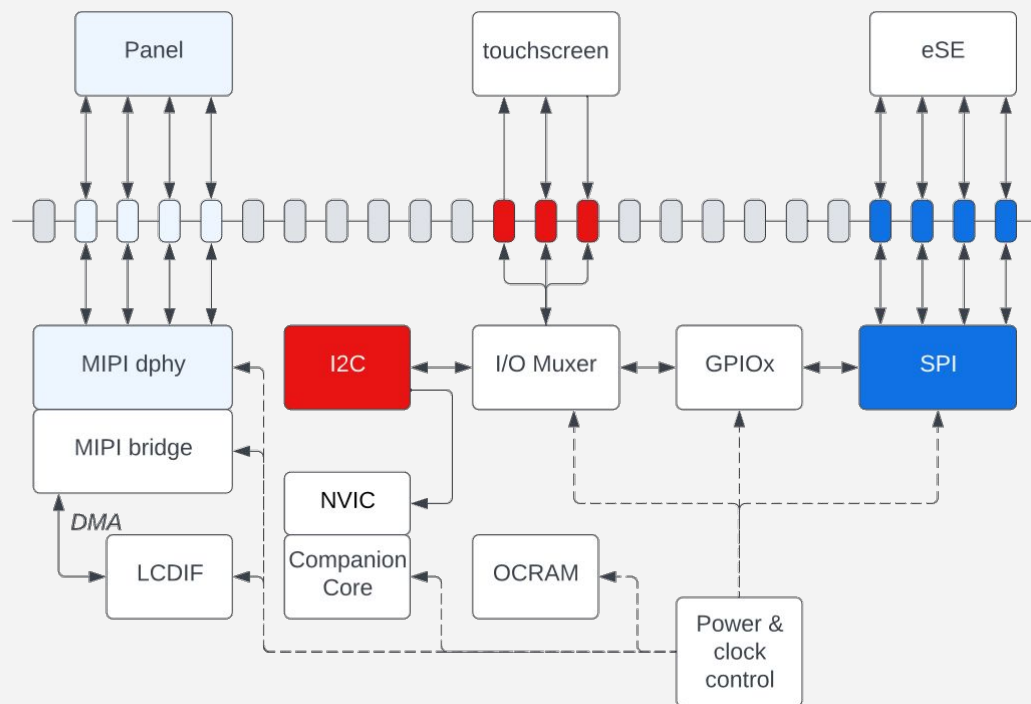 Panel
touchscreen
eSE
MIPI dphy
I2C
I/O Muxer
GPIOx
SPI
MIPI bridge
NVIC
DMA
LCDIF
Companion
Core
OCRAM
Power &
clock
control